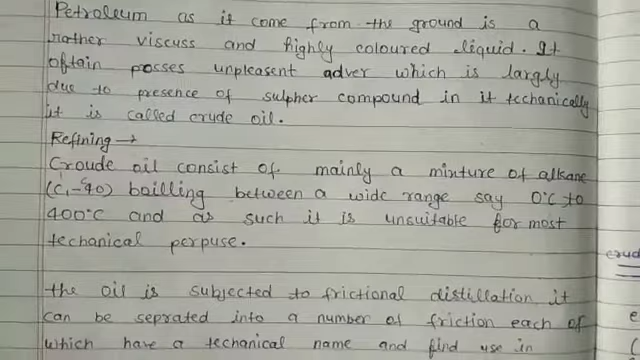 Petroleum as it come from the ground is a
rather viscuss and highly coloured liquid. It
oftain posses unpleasent adver which is largly
due to presence of sulpher compound in it technically
it is called crude oil.
Refining →
Croude oil consist of mainly a mixture of alkane
(C₁-40) boilling between a wide range say 0°C to
400°C and as such it is unsuitable for most
techanical perpuse.
the oil is subjected to frictional distillation it
can be seprated into a number of friction each of
which have a techanical name and find use in
crud